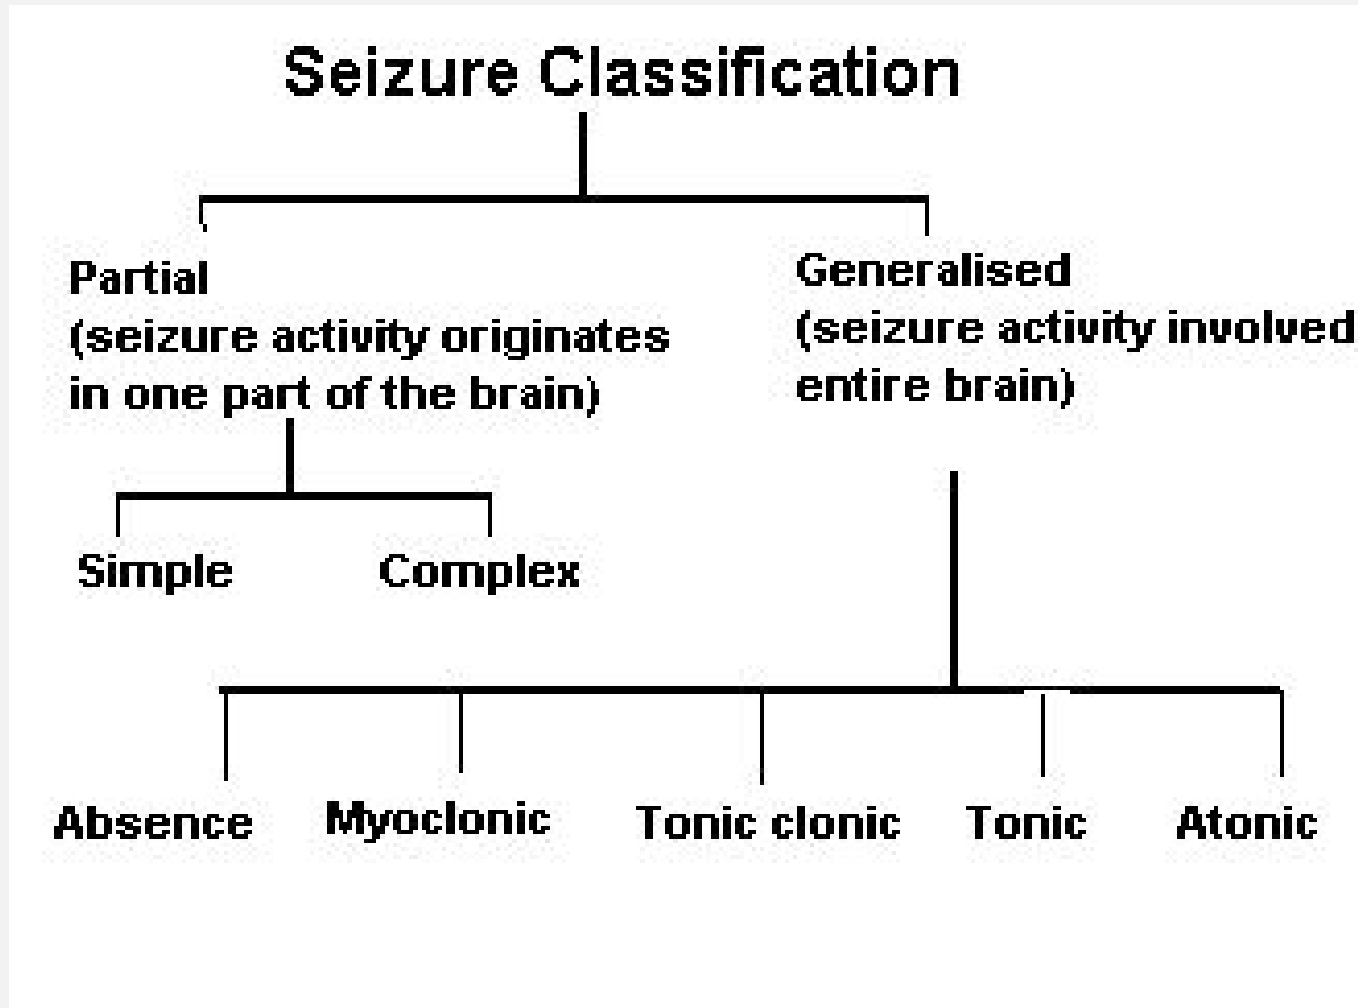 Seizure Classification
Partial
(seizure activity originates
in one part of the brain)
Generalised
(seizure activity involved
entire brain)
Simple
Complex
Absence
Myoclonic
Tonic clonic
Tonic
Atonic